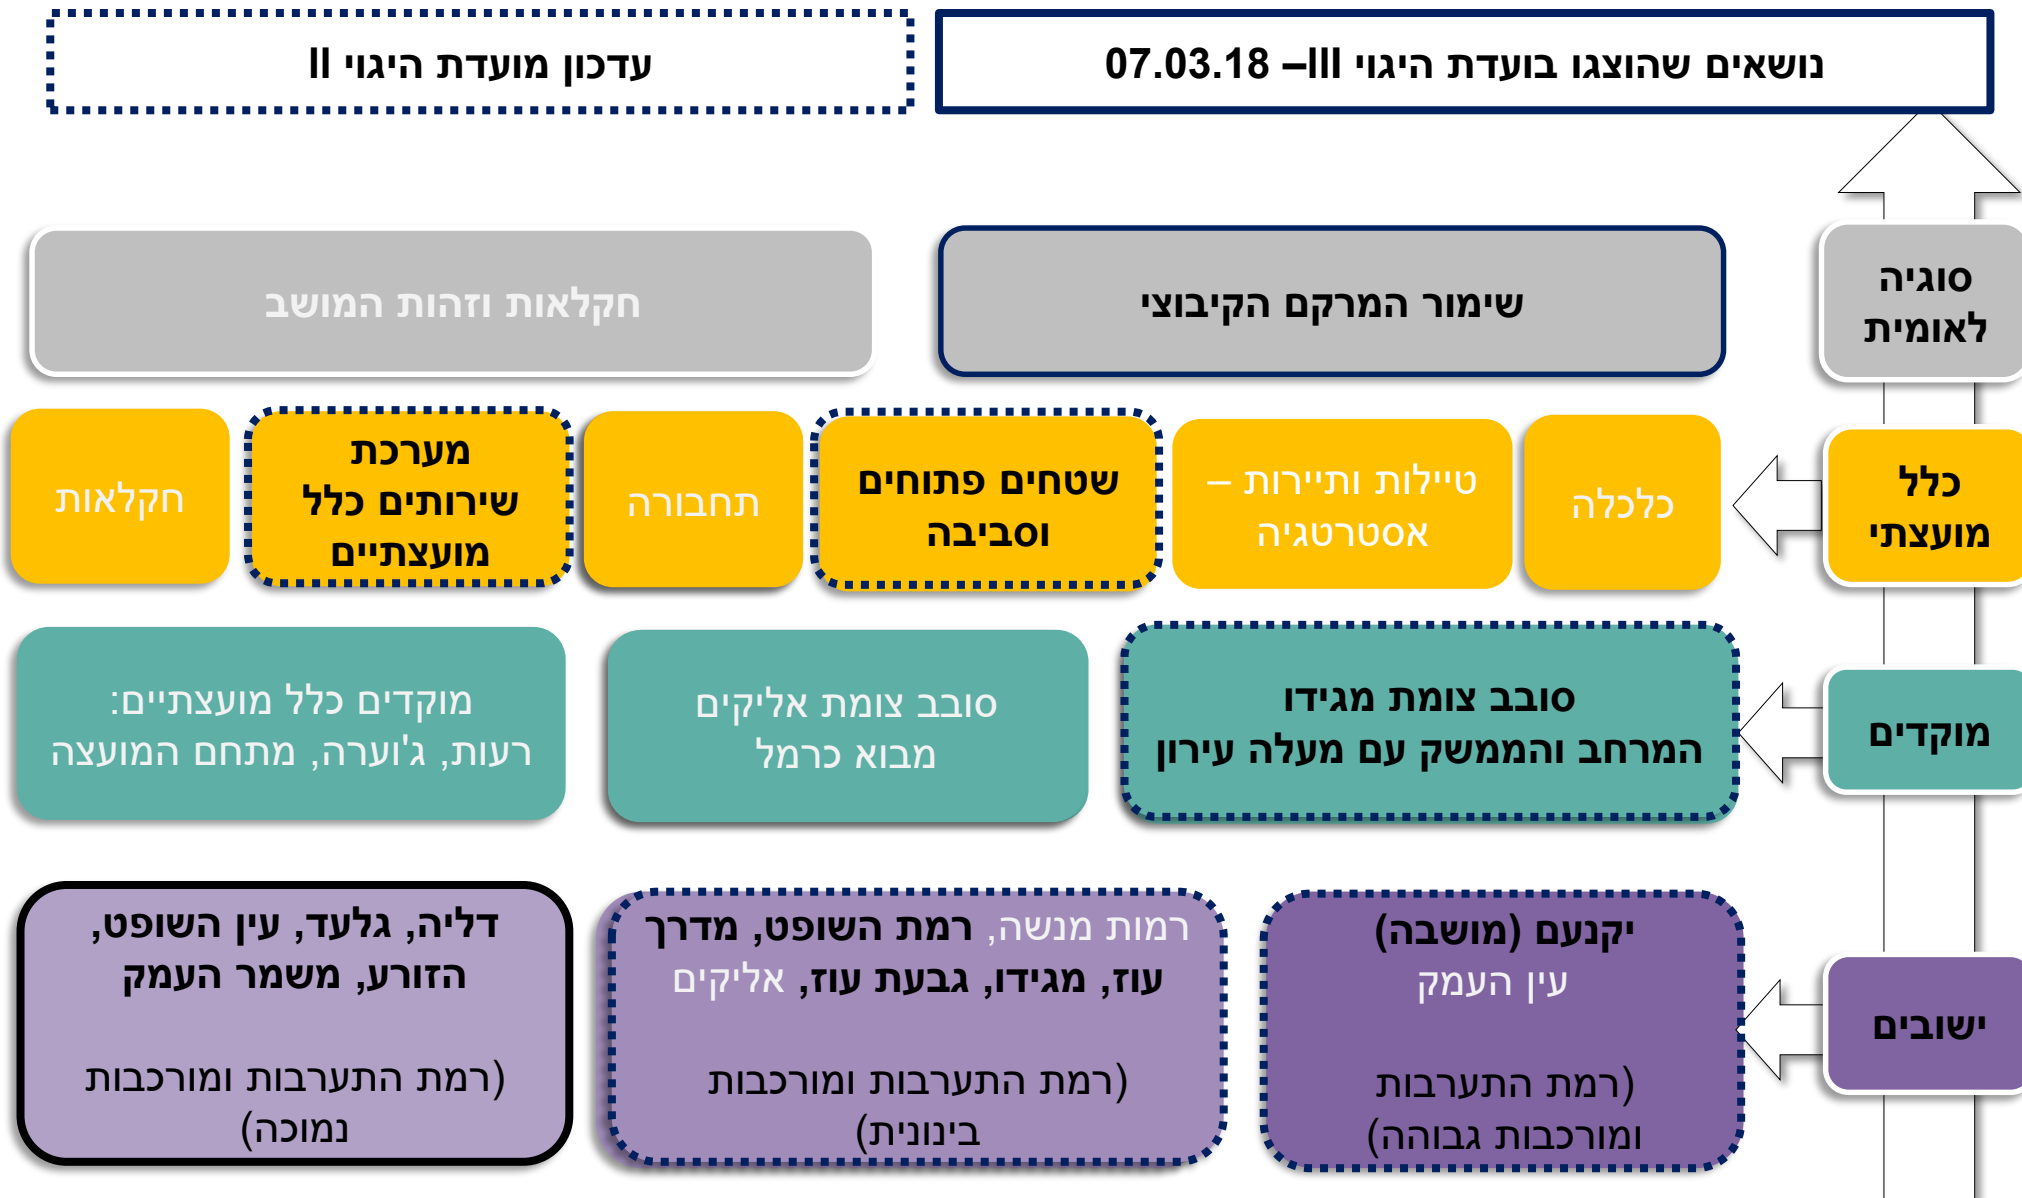 נושאים שהוצגו בועדת היגוי III– 07.03.18
עדכון מועדת היגוי II
סוגיה
לאומית
שימור המרקם הקיבוצי
חקלאות וזהות המושב
כלל
מועצתי
כלכלה
טיילות ותיירות –
אסטרטגיה
שטחים פתוחים
וסביבה
תחבורה
מערכת
שירותים כלל
מועצתיים
חקלאות
מוקדים
סובב צומת מגידו
המרחב והממשק עם מעלה עירון
סובב צומת אליקים
מבוא כרמל
מוקדים כלל מועצתיים:
רעות, ג'וערה, מתחם המועצה
ישובים
יקנעם (מושבה)
עין העמק
(רמת התערבות
ומורכבות גבוהה)
רמות מנשה, רמת השופט, מדרך
עוז, מגידו, גבעת עוז, אליקים
(רמת התערבות ומורכבות
בינונית)
דליה, גלעד, עין השופט,
הזורע, משמר העמק
(רמת התערבות ומורכבות
נמוכה)